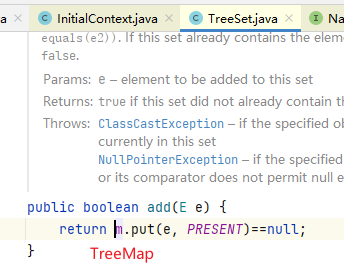 InitialContext.java
TreeSet.java
Na
equals(e2)). If this set already contains the elemen
false.
Params: e – element to be added to this set
Returns: true if this set did not already contain th
Throws: ClassCastException – if the specified ob
currently in this set
NullPointerException – if the specified
or its comparator does not permit null e
public boolean add(E e) {
return m.put(e, PRESENT)==null;
}
TreeMap